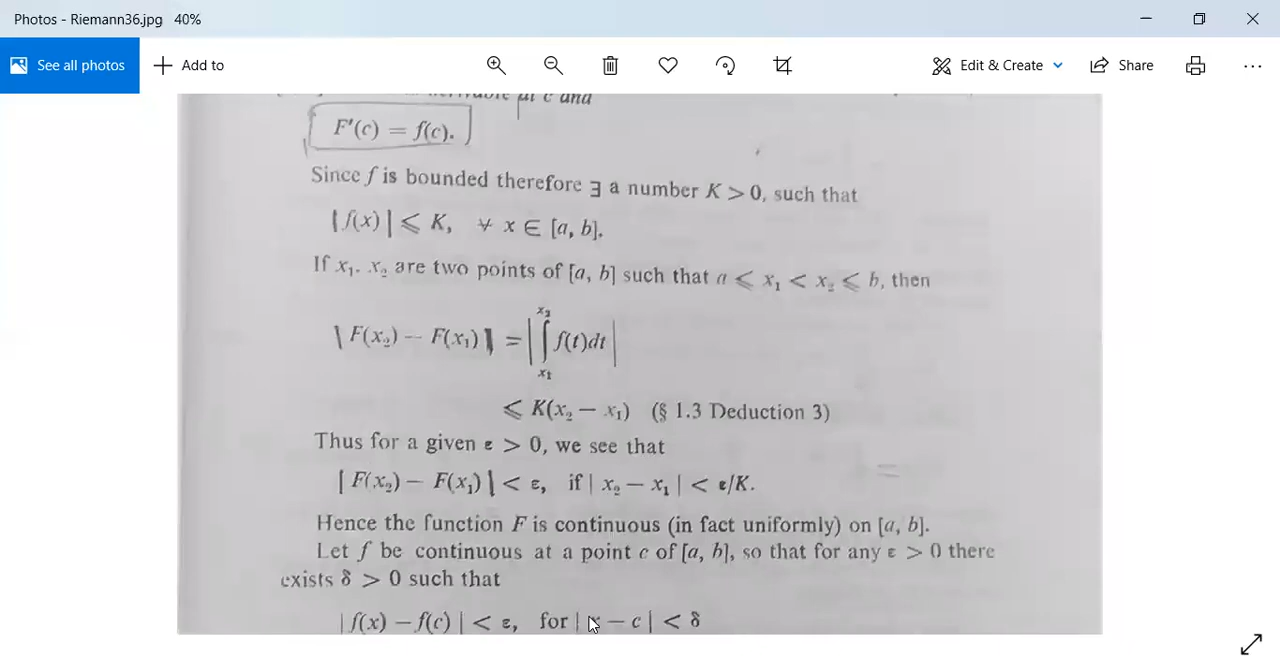 Photos - Riemann36.jpg 40%
See all photos
Add to
Edit & Create
Share
at c and
F'(c) = f(c).
Since f is bounded therefore ∃ a number K > 0, such that
| f(x) | ⩽ K, ∀ x ∈ [a, b].
If x₁, x₂ are two points of [a, b] such that a ⩽ x₁ < x₂ ⩽ b, then
| F(x₂) − F(x₁) | = | ∫_{x₁}^{x₂} f(t)dt |
⩽ K(x₂ − x₁) (§ 1.3 Deduction 3)
Thus for a given ε > 0, we see that
| F(x₂) − F(x₁) | < ε, if | x₂ − x₁ | < ε/K.
Hence the function F is continuous (in fact uniformly) on [a, b].
Let f be continuous at a point c of [a, b], so that for any ε > 0 there
exists δ > 0 such that
| f(x) − f(c) | < ε, for | x − c | < δ